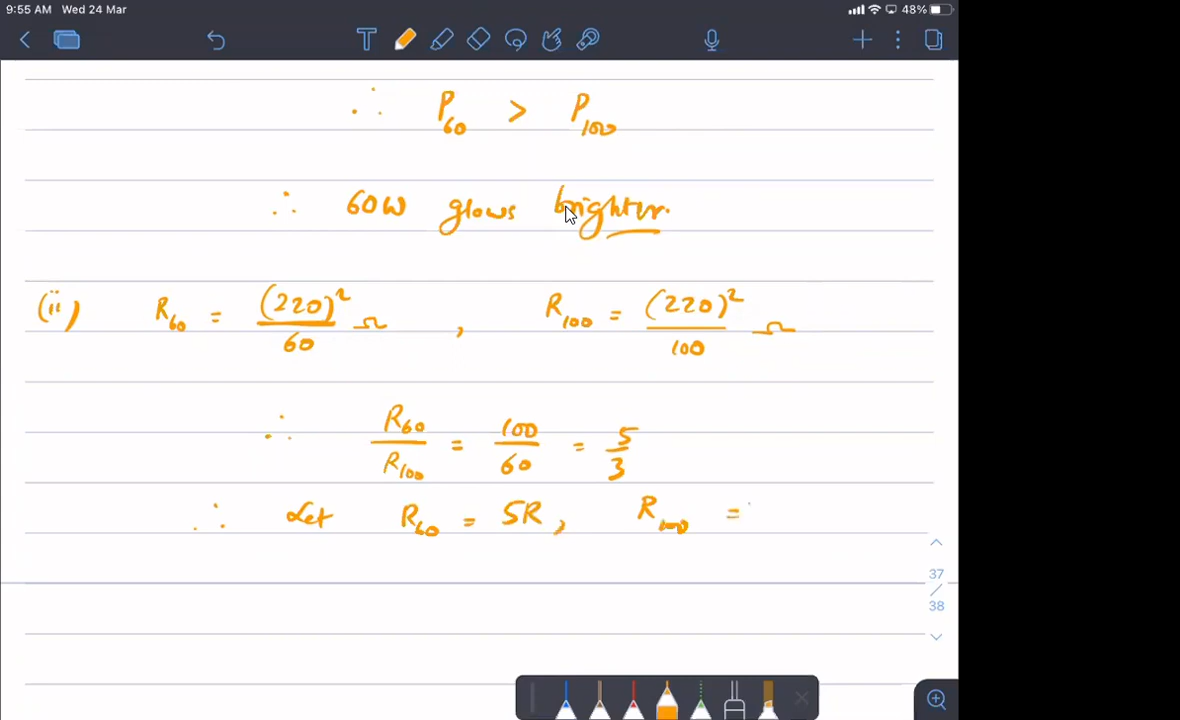 9:55 AM Wed 24 Mar 48%
∴ P₆₀ > P₁₀₀
∴ 60W glows brighter.
(ii) R₆₀ = (220)²/60 Ω , R₁₀₀ = (220)²/100 Ω
∴ R₆₀/R₁₀₀ = 100/60 = 5/3
∴ Let R₆₀ = 5R, R₁₀₀ =
37
/
38